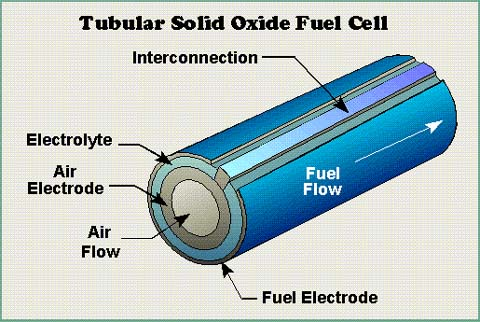 Tubular Solid Oxide Fuel Cell
Interconnection
Electrolyte
Air
Electrode
Air
Flow
Fuel
Flow
Fuel Electrode